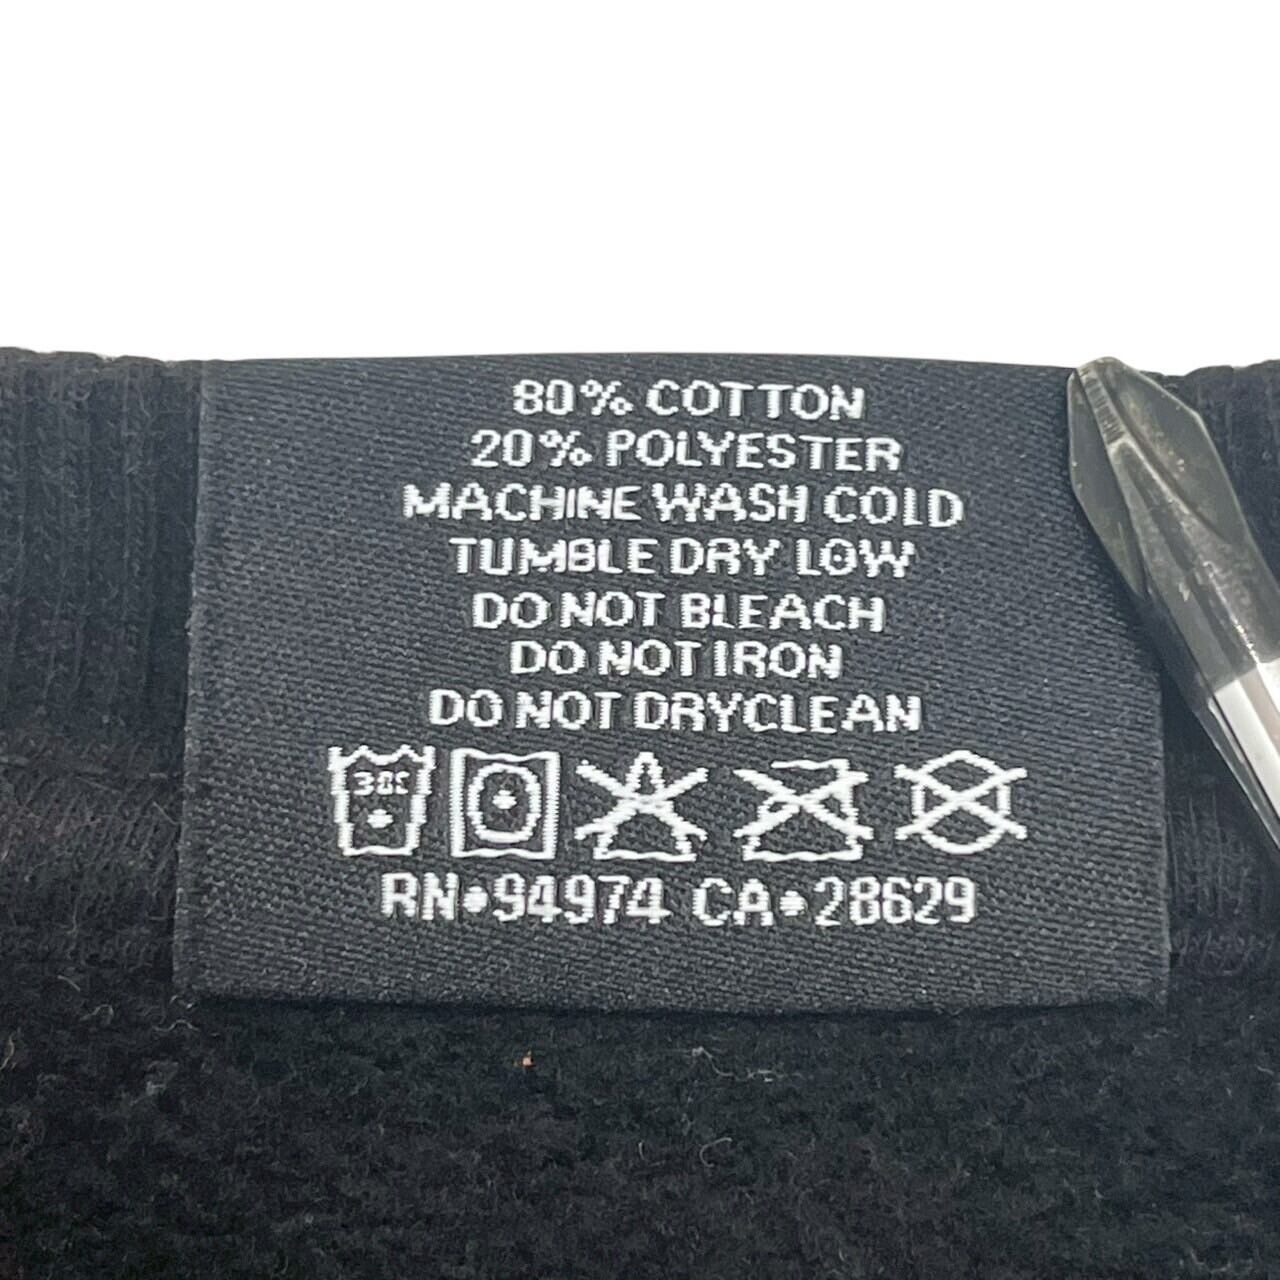 80% COTTON
20% POLYESTER
MACHINE WASH COLD
TUMBLE DRY LOW
DO NOT BLEACH
DO NOT IRON
DO NOT DRYCLEAN
30C
RN•94974 CA•28629